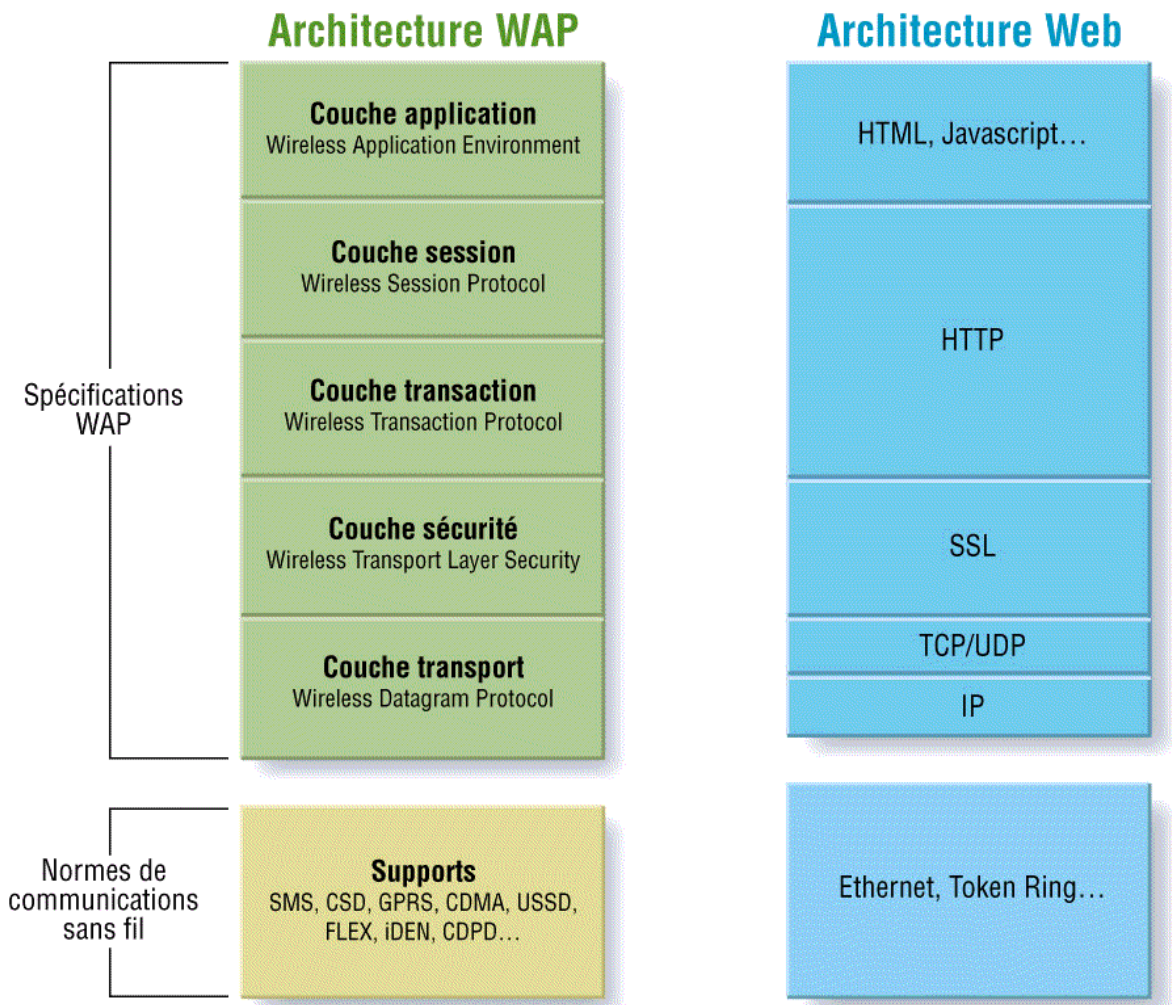 Architecture WAP
Architecture Web
Couche application
Wireless Application Environment
HTML, Javascript…
Couche session
Wireless Session Protocol
HTTP
Couche transaction
Wireless Transaction Protocol
Spécifications
WAP
Couche sécurité
Wireless Transport Layer Security
SSL
Couche transport
Wireless Datagram Protocol
TCP/UDP
IP
Normes de
communications
sans fil
Supports
SMS, CSD, GPRS, CDMA, USSD,
FLEX, iDEN, CDPD…
Ethernet, Token Ring…